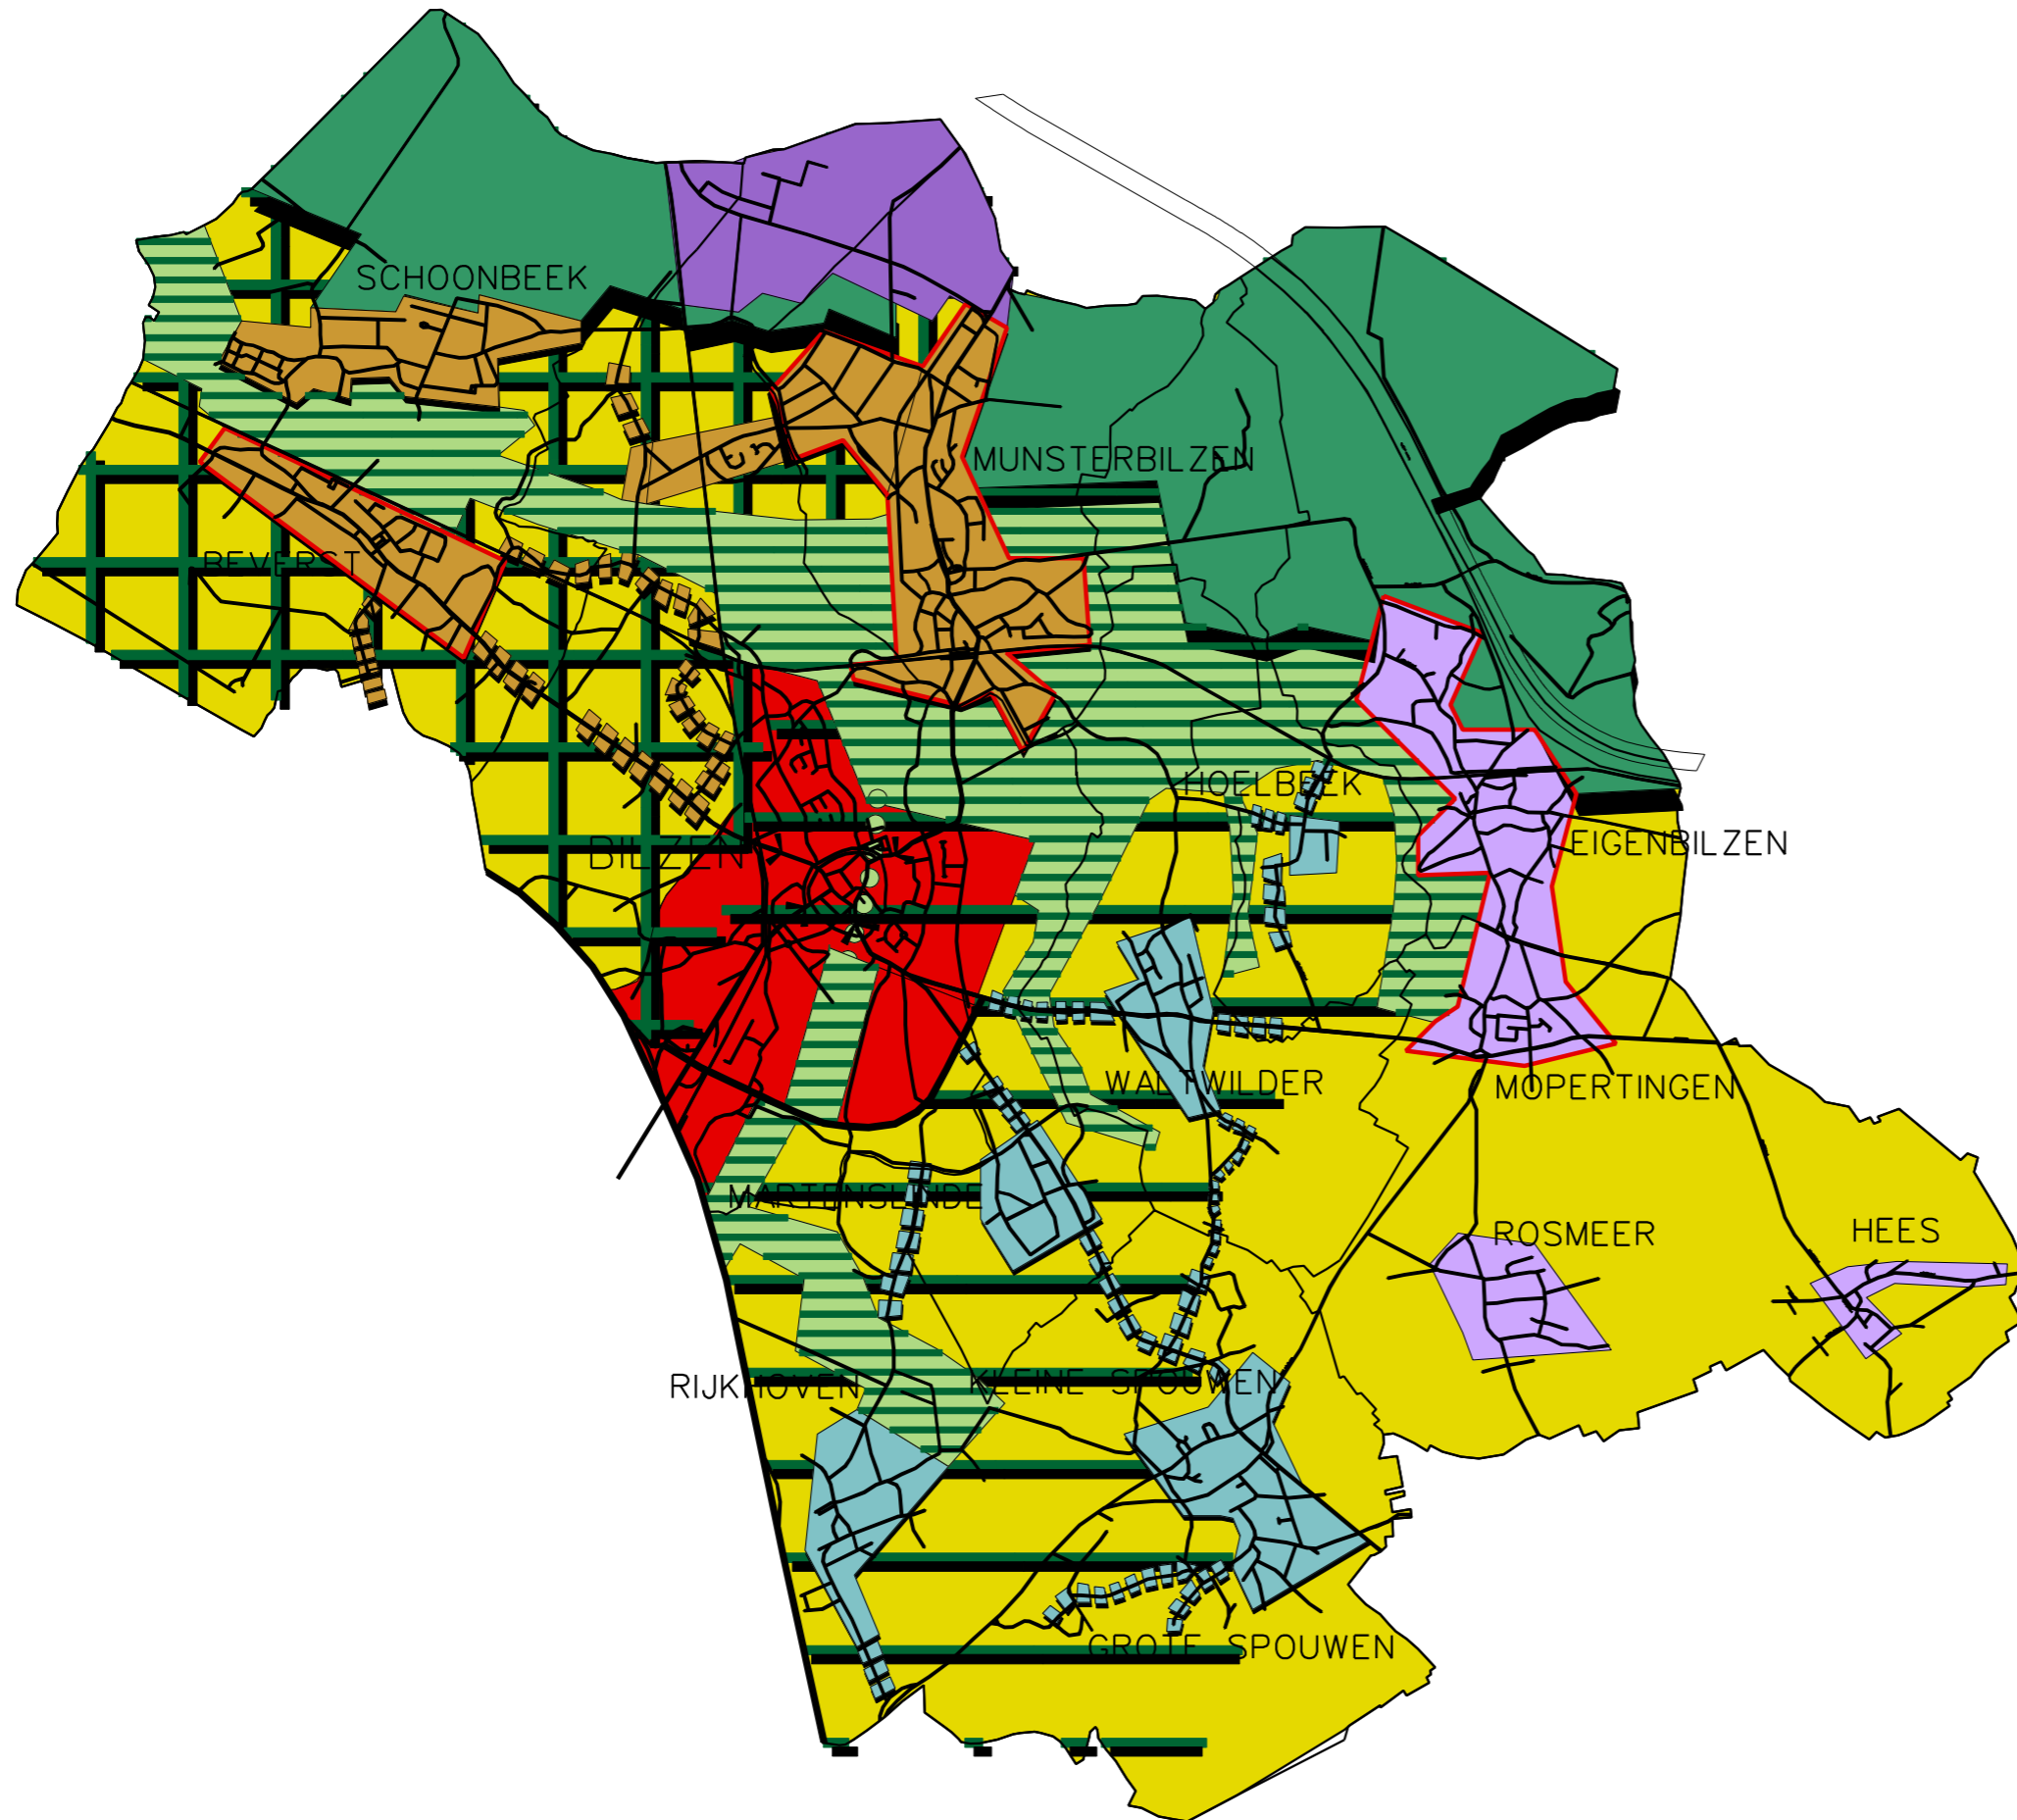 SCHOONBEEK
MUNSTERBILZEN
BEVERST
HOELBEEK
BILZEN
EIGENBILZEN
WALTWILDER
MOPERTINGEN
MARTENSLINDE
ROSMEER
HEES
RIJKHOVEN
KLEINE SPOUWEN
GROTE SPOUWEN